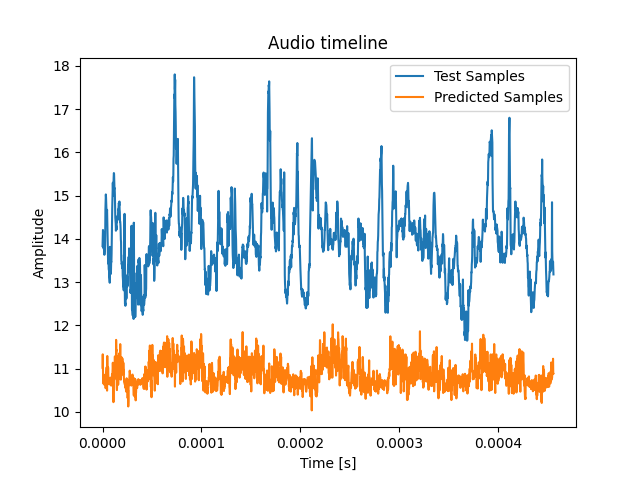 Audio timeline
18
17
16
15
14
13
12
11
10
Amplitude
Test Samples
Predicted Samples
0.0000 0.0001 0.0002 0.0003 0.0004
Time [s]